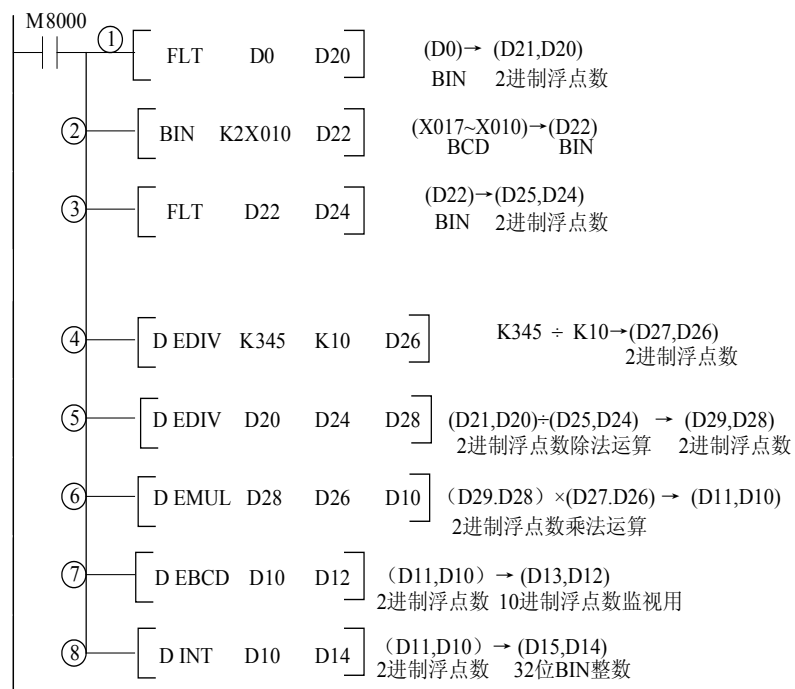 M8000
① FLT D0 D20 (D0)→ (D21,D20)
BIN 2进制浮点数
② BIN K2X010 D22 (X017~X010)→(D22)
BCD BIN
③ FLT D22 D24 (D22)→(D25,D24)
BIN 2进制浮点数
④ D EDIV K345 K10 D26 K345 ÷ K10→(D27,D26)
2进制浮点数
⑤ D EDIV D20 D24 D28 (D21,D20)÷(D25,D24) → (D29,D28)
2进制浮点数除法运算 2进制浮点数
⑥ D EMUL D28 D26 D10 （D29.D28）×(D27.D26) → (D11,D10)
2进制浮点数乘法运算
⑦ D EBCD D10 D12 （D11,D10） → (D13,D12)
2进制浮点数 10进制浮点数监视用
⑧ D INT D10 D14 （D11,D10） → (D15,D14)
2进制浮点数 32位BIN整数